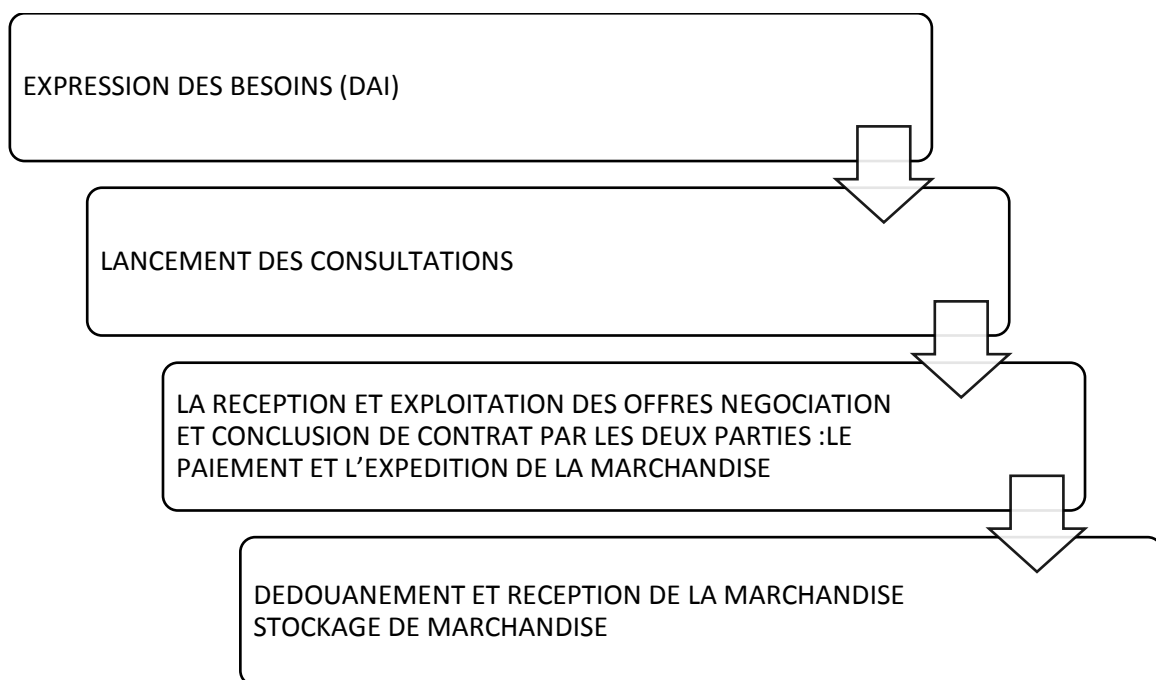 EXPRESSION DES BESOINS (DAI)
LANCEMENT DES CONSULTATIONS
LA RECEPTION ET EXPLOITATION DES OFFRES NEGOCIATION
ET CONCLUSION DE CONTRAT PAR LES DEUX PARTIES :LE
PAIEMENT ET L’EXPEDITION DE LA MARCHANDISE
DEDOUANEMENT ET RECEPTION DE LA MARCHANDISE
STOCKAGE DE MARCHANDISE